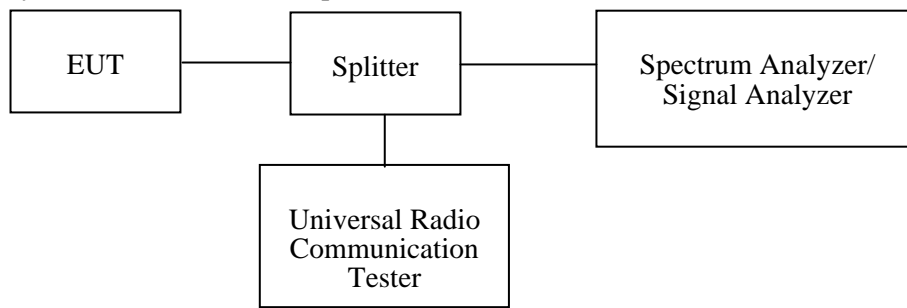 EUT
Splitter
Spectrum Analyzer/
Signal Analyzer
Universal Radio
Communication
Tester